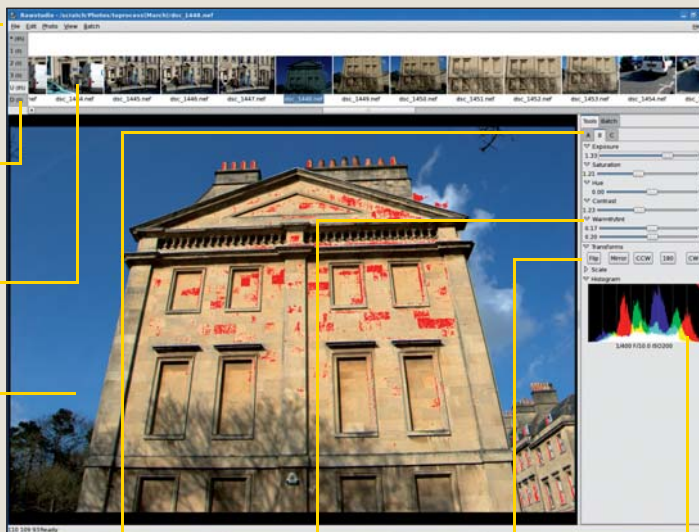 Rawstudio - /scratch/Photos/toprocess(March)/dsc_1448.nef
File Edit Photo View Batch
dsc_1445.nef dsc_1446.nef dsc_1447.nef dsc_1448.nef dsc_1449.nef dsc_1450.nef dsc_1451.nef dsc_1452.nef dsc_1453.nef dsc_1454.nef
Tools Batch
A B C
Exposure
1.33
Saturation
1.21
Hue
0.00
Contrast
1.23
Warmth/tint
0.17
0.20
Transforms
Flip Mirror CCW 180 CW
Scale
Histogram
1/400 F/10.0 ISO200